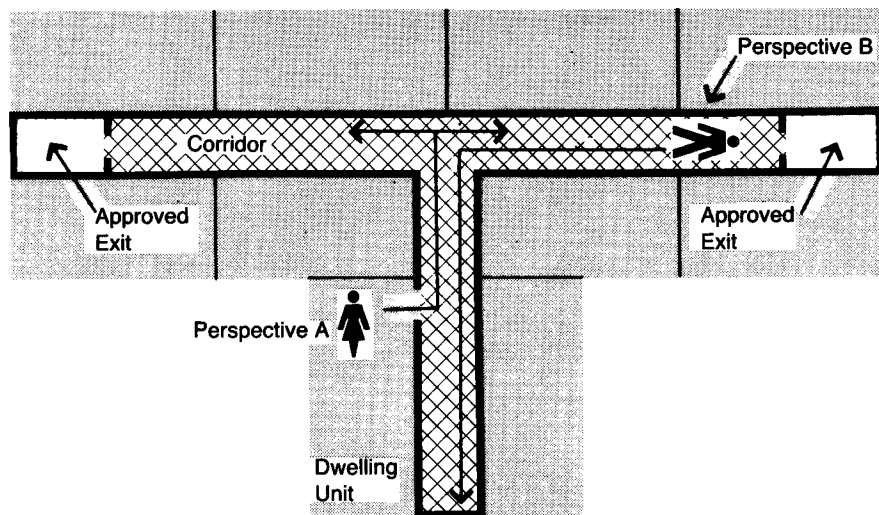 Perspective B
Corridor
Approved
Exit
Approved
Exit
Perspective A
Dwelling
Unit